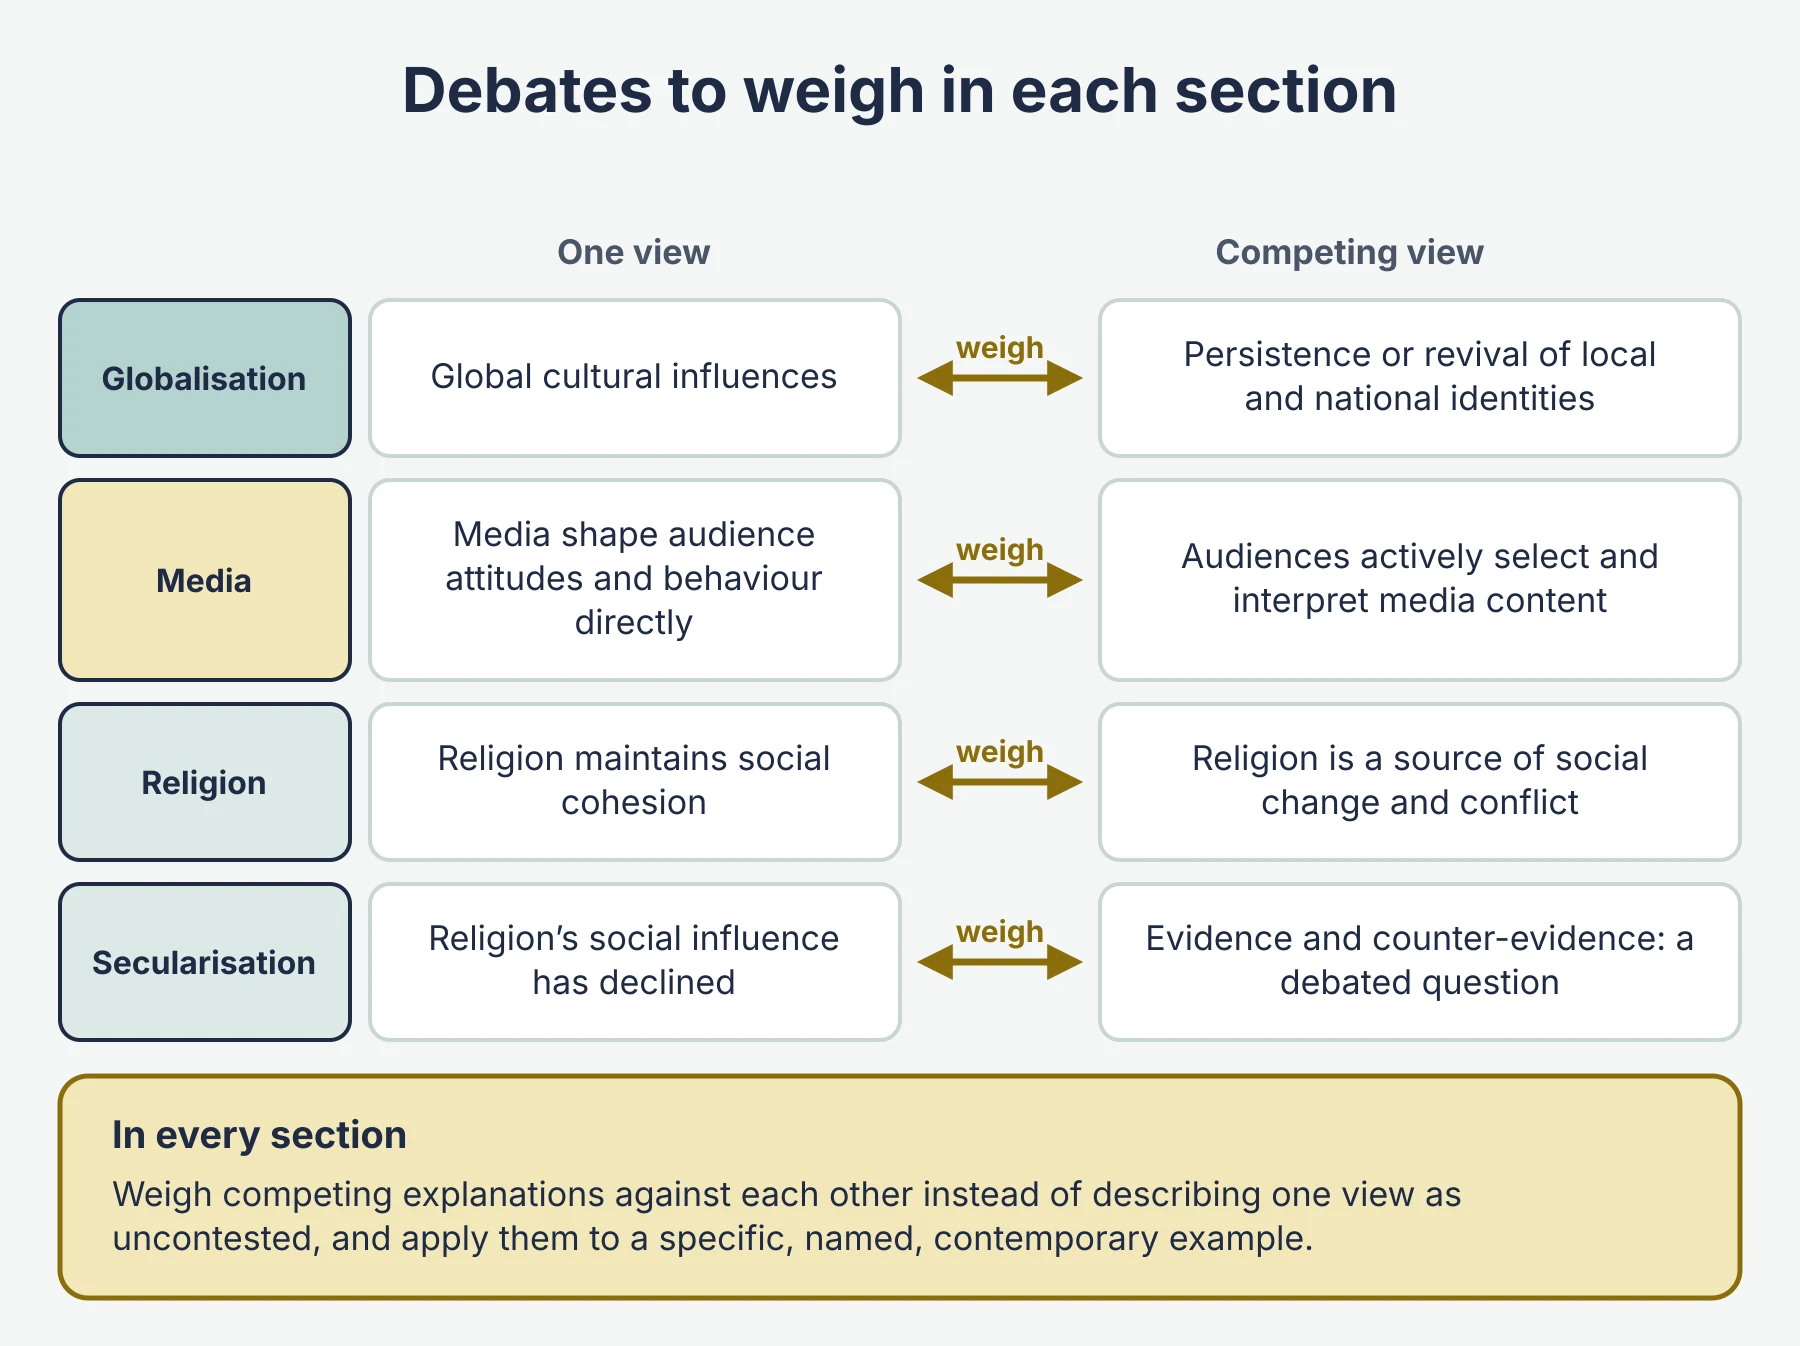 Debates to weigh in each section
One view
Competing view
Globalisation
Global cultural influences
weigh
Persistence or revival of local
and national identities
Media
Media shape audience
attitudes and behaviour
directly
weigh
Audiences actively select and
interpret media content
Religion
Religion maintains social
cohesion
weigh
Religion is a source of social
change and conflict
Secularisation
Religion’s social influence
has declined
weigh
Evidence and counter-evidence: a
debated question
In every section
Weigh competing explanations against each other instead of describing one view as
uncontested, and apply them to a specific, named, contemporary example.